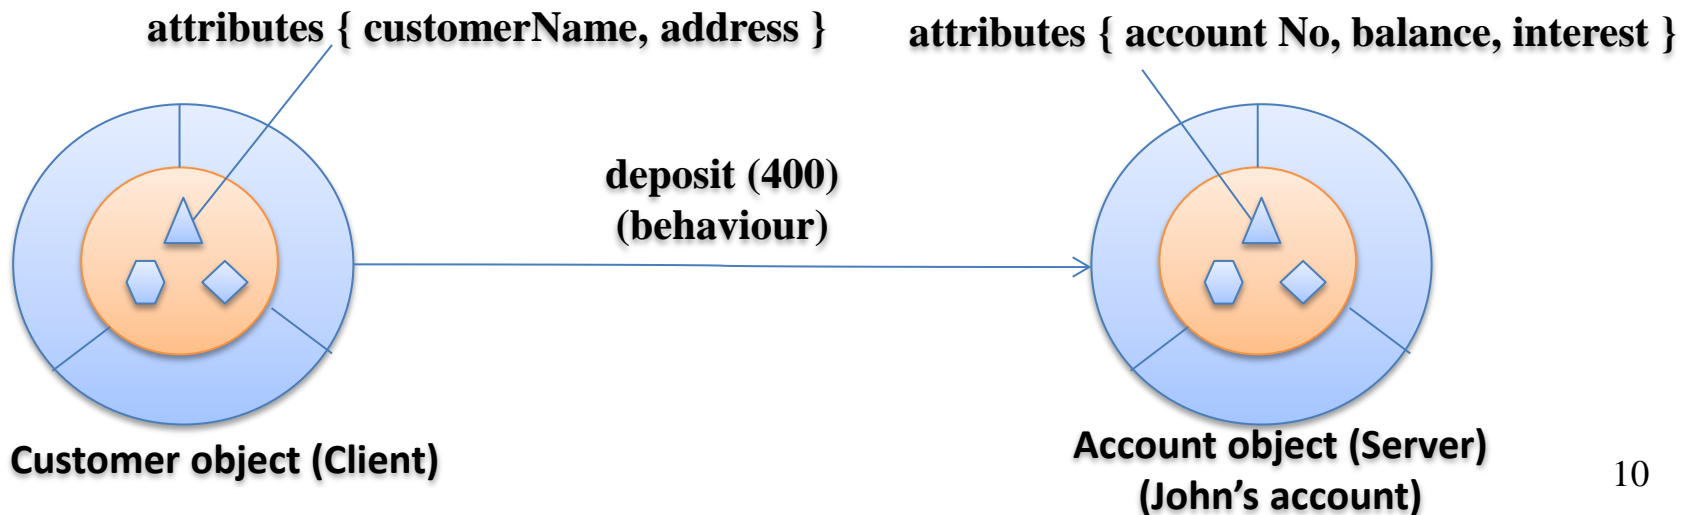 attributes { customerName, address }
attributes { account No, balance, interest }
deposit (400)
(behaviour)
Customer object (Client)
Account object (Server)
(John’s account)
10